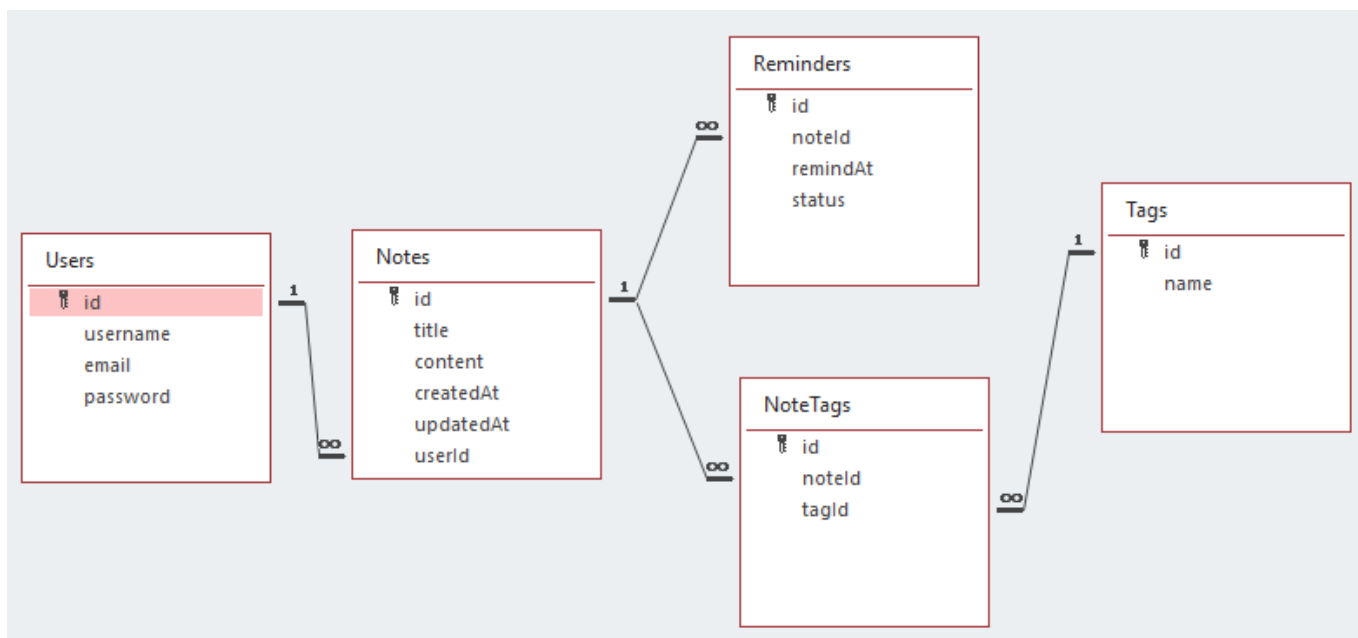 Users
id
username
email
password
1
∞
Notes
id
title
content
createdAt
updatedAt
userId
1
∞
Reminders
id
noteId
remindAt
status
∞
NoteTags
id
noteId
tagId
∞
1
Tags
id
name